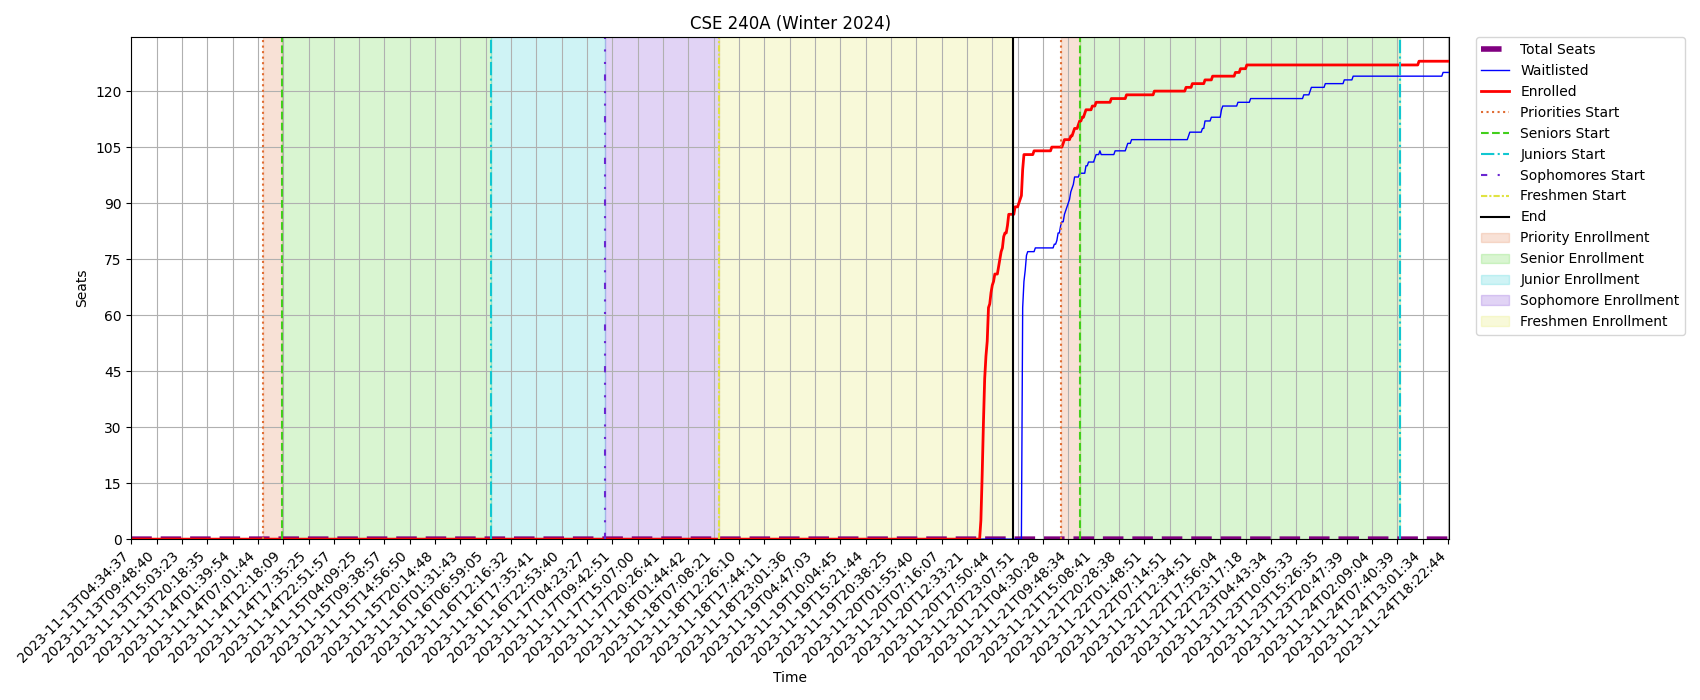 CSE 240A (Winter 2024)
Seats
120
105
90
75
60
45
30
15
0
2023-11-13T04:34:37
2023-11-13T09:48:40
2023-11-13T15:03:23
2023-11-13T20:18:35
2023-11-14T01:39:54
2023-11-14T07:01:44
2023-11-14T12:18:09
2023-11-14T17:35:25
2023-11-14T22:51:57
2023-11-15T04:09:25
2023-11-15T09:38:57
2023-11-15T14:56:50
2023-11-15T20:14:48
2023-11-16T01:31:43
2023-11-16T06:59:05
2023-11-16T12:16:32
2023-11-16T17:35:41
2023-11-16T22:53:40
2023-11-17T04:23:27
2023-11-17T09:42:51
2023-11-17T15:07:00
2023-11-17T20:26:41
2023-11-18T01:44:42
2023-11-18T07:08:21
2023-11-18T12:26:10
2023-11-18T17:44:11
2023-11-18T23:01:36
2023-11-19T04:47:03
2023-11-19T10:04:45
2023-11-19T15:21:44
2023-11-19T20:38:25
2023-11-20T01:55:40
2023-11-20T07:16:07
2023-11-20T12:33:21
2023-11-20T17:50:44
2023-11-20T23:07:51
2023-11-21T04:30:28
2023-11-21T09:48:34
2023-11-21T15:08:41
2023-11-21T20:28:38
2023-11-22T01:48:51
2023-11-22T07:14:51
2023-11-22T12:34:51
2023-11-22T17:56:04
2023-11-22T23:17:18
2023-11-23T04:43:34
2023-11-23T10:05:33
2023-11-23T15:26:35
2023-11-23T20:47:39
2023-11-24T02:09:04
2023-11-24T07:40:39
2023-11-24T13:01:34
2023-11-24T18:22:44
Time
Total Seats
Waitlisted
Enrolled
Priorities Start
Seniors Start
Juniors Start
Sophomores Start
Freshmen Start
End
Priority Enrollment
Senior Enrollment
Junior Enrollment
Sophomore Enrollment
Freshmen Enrollment